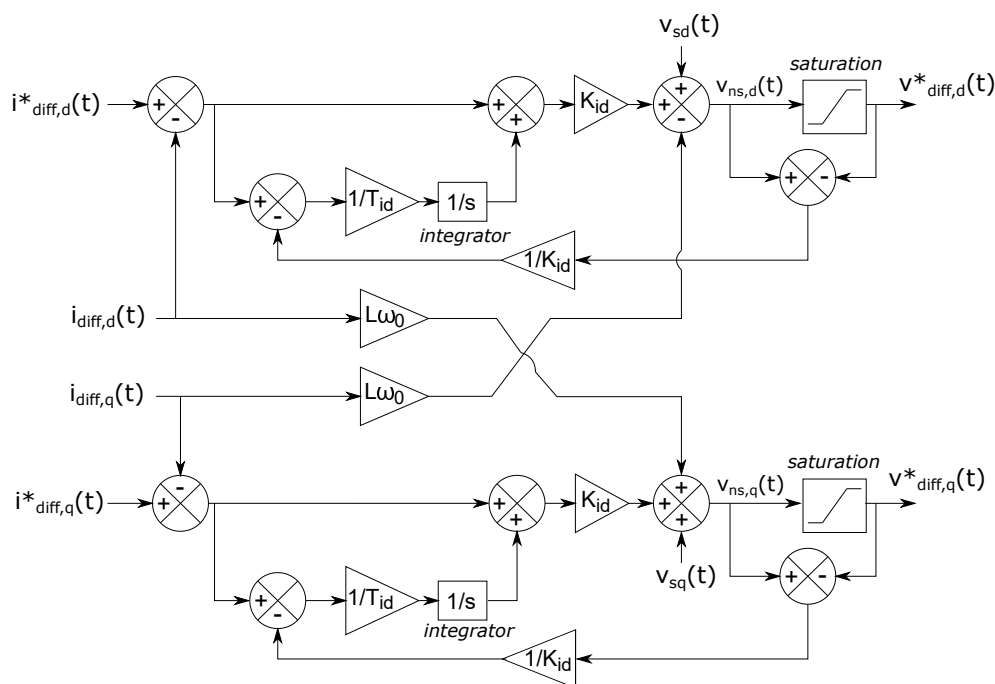 v_sd(t)
saturation
i*_diff,d(t)
+
-
+
+
K_id
+
+
-
v_ns,d(t)
v*_diff,d(t)
+
-
+
-
1/T_id
1/s
integrator
1/K_id
i_diff,d(t)
Lω_0
i_diff,q(t)
Lω_0
saturation
i*_diff,q(t)
-
+
+
+
K_id
+
+
+
v_ns,q(t)
v*_diff,q(t)
v_sq(t)
+
-
+
-
1/T_id
1/s
integrator
1/K_id